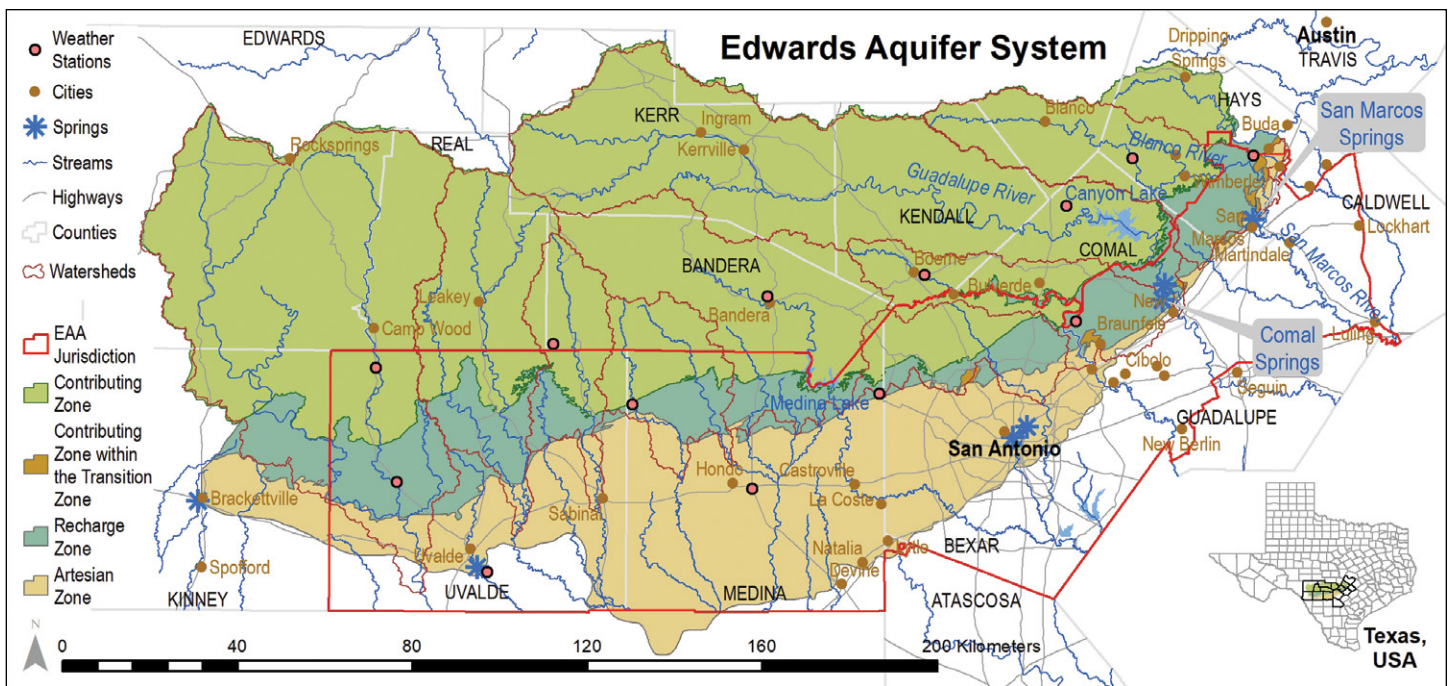 Edwards Aquifer System
Weather
Stations
Cities
Springs
Streams
Highways
Counties
Watersheds
EAA
Jurisdiction
Contributing
Zone
Contributing
Zone within
the Transition
Zone
Recharge
Zone
Artesian
Zone
EDWARDS
REAL
KERR
Ingram
Kerrville
Rocksprings
Dripping
Springs
Austin
TRAVIS
HAYS
Blanco
Buda
San Marcos
Springs
Blanco River
Wimberley
Guadalupe River
Canyon Lake
KENDALL
COMAL
CALDWELL
Lockhart
San
Marcos
Martindale
San Marcos River
Luling
BANDERA
Boerne
Bulverde
Bandera
Leakey
Camp Wood
New
Braunfels
Comal
Springs
Cibolo
Seguin
GUADALUPE
New Berlin
Medina Lake
San Antonio
Brackettville
Spofford
KINNEY
Uvalde
UVALDE
Sabinal
Hondo
Castroville
La Coste
Natalia
Devine
Lytle
MEDINA
BEXAR
ATASCOSA
N
0 40 80 120 160 200 Kilometers
Texas,
USA